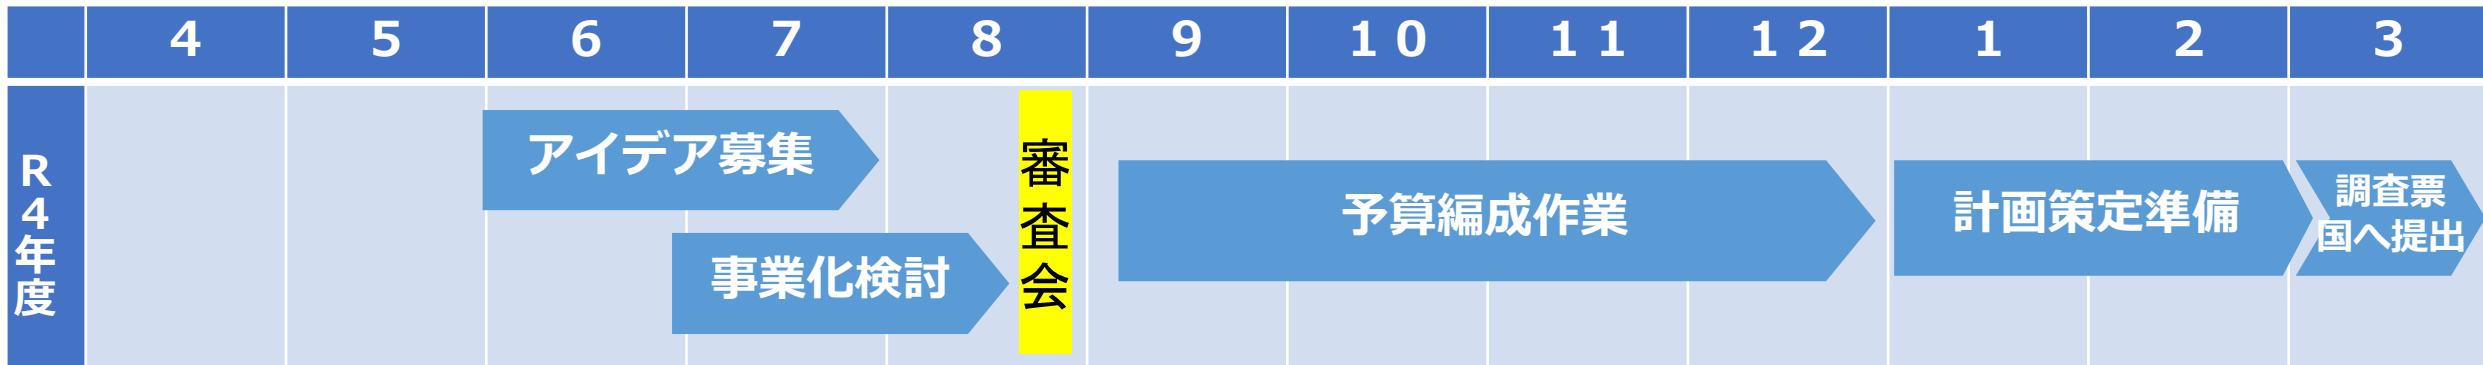 4 5 6 7 8 9 １０ １１ １２ 1 2 3
R4年度
アイデア募集
事業化検討
審査会
予算編成作業
計画策定準備
調査票
国へ提出